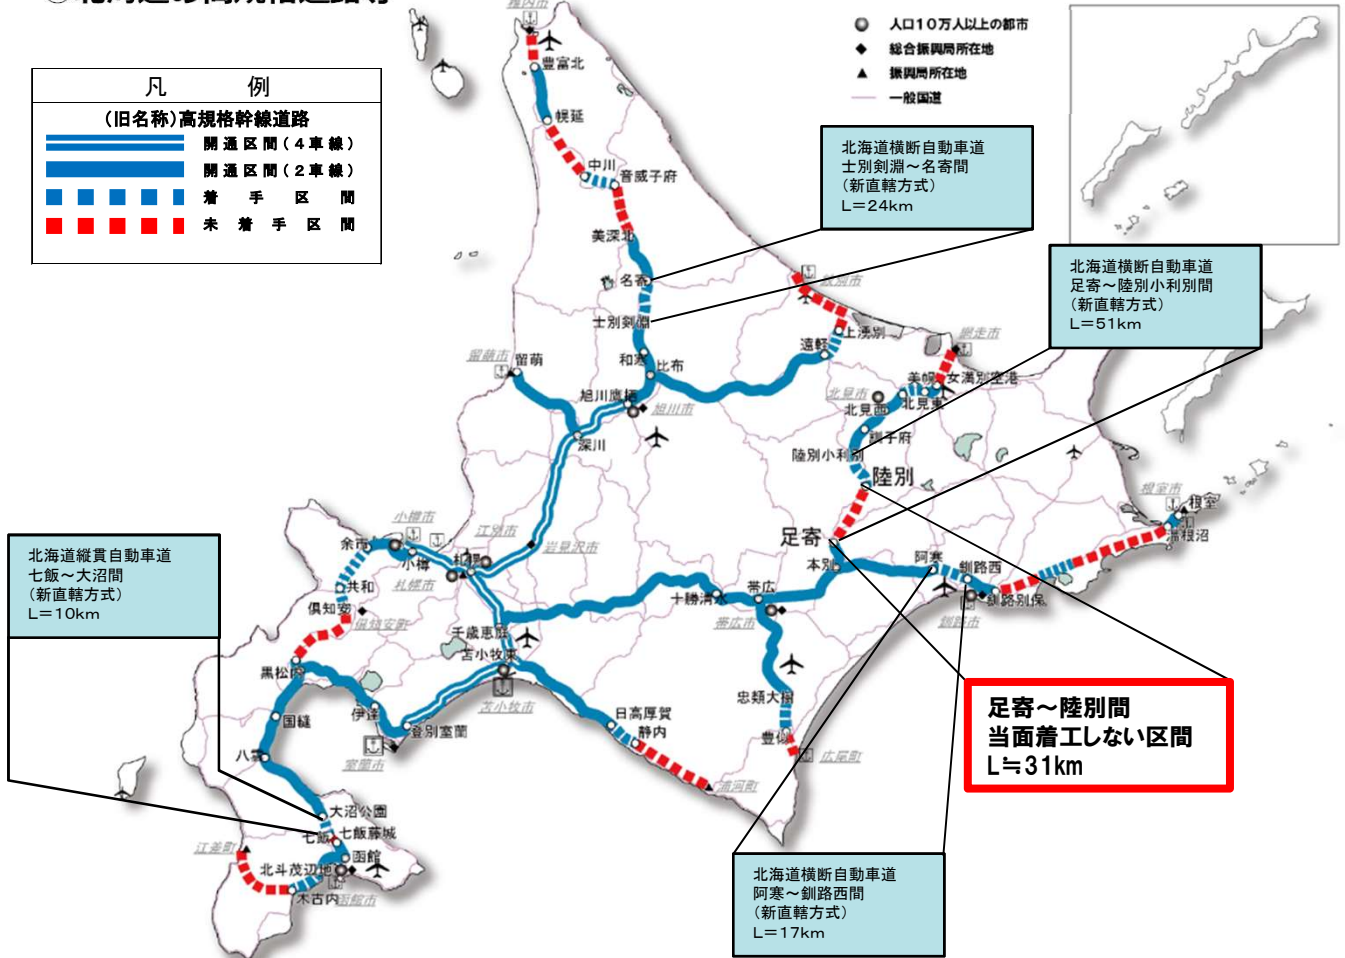 稚内市
人口10万人以上の都市
総合振興局所在地
振興局所在地
一般国道
凡 例
(旧名称)高規格幹線道路
開通区間(4車線)
開通区間(2車線)
着手区間
未着手区間
豊富北
幌延
中川
音威子府
美深北
名寄
士別剣淵
和寒
比布
北海道横断自動車道
士別剣淵～名寄間
(新直轄方式)
L=24km
北海道横断自動車道
足寄～陸別小利別間
(新直轄方式)
L=51km
紋別市
上湧別
遠軽
網走市
女満別空港
美幌
北見市
北見東
北見西
訓子府
陸別小利別
陸別
留萌市
留萌
旭川鷹栖
旭川市
深川
小樽市
余市
小樽
江別市
札幌
札幌市
岩見沢市
共和
倶知安
倶知安町
千歳恵庭
苫小牧東
苫小牧市
十勝清水
帯広
帯広市
足寄
本別
阿寒
釧路西
釧路別保
釧路市
根室市
根室
温根沼
北海道縦貫自動車道
七飯～大沼間
(新直轄方式)
L=10km
黒松内
国縫
伊達
登別室蘭
室蘭市
八雲
日高厚賀
静内
浦河町
忠類大樹
豊似
広尾町
足寄～陸別間
当面着工しない区間
L≒31km
大沼公園
七飯
七飯藤城
函館
江差町
北斗茂辺地
木古内
函館市
北海道横断自動車道
阿寒～釧路西間
(新直轄方式)
L=17km